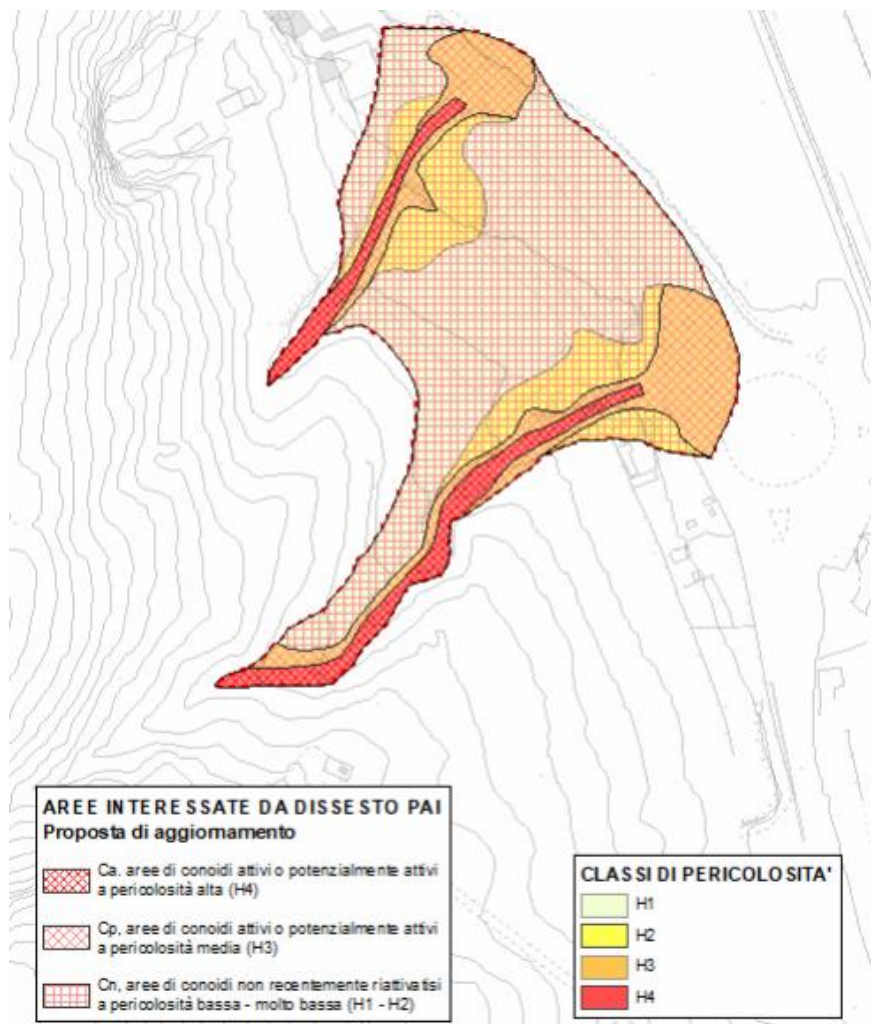 AREE INTERESSATE DA DISSESTO PAI
Proposta di aggiornamento
Ca. aree di conoidi attivi o potenzialmente attivi
a pericolosità alta (H4)
Cp, aree di conoidi attivi o potenzialmente attivi
a pericolosità media (H3)
Cn, aree di conoidi non recentemente riattivatisi
a pericolosità bassa - molto bassa (H1 - H2)
CLASSI DI PERICOLOSITA'
H1
H2
H3
H4